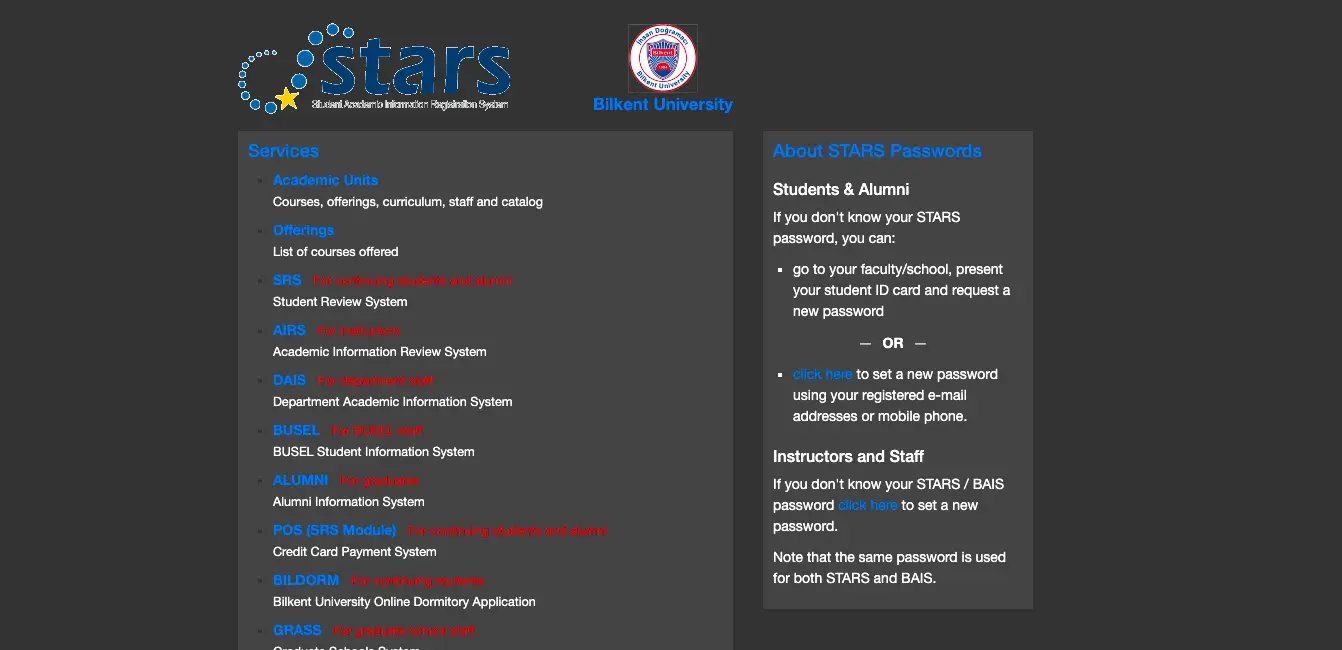 stars
Student Academic Information Registration System
İhsan Doğramacı
Bilkent
1984
Bilkent University
Bilkent University
Services
Academic Units
Courses, offerings, curriculum, staff and catalog
Offerings
List of courses offered
SRS For continuing students and alumni
Student Review System
AIRS For instructors
Academic Information Review System
DAIS For department staff
Department Academic Information System
BUSEL For BUSEL staff
BUSEL Student Information System
ALUMNI For graduates
Alumni Information System
POS (SRS Module) For continuing students and alumni
Credit Card Payment System
BILDORM For continuing students
Bilkent University Online Dormitory Application
GRASS For graduate school staff
Graduate Schools System
About STARS Passwords
Students & Alumni
If you don't know your STARS
password, you can:
go to your faculty/school, present
your student ID card and request a
new password
— OR —
click here to set a new password
using your registered e-mail
addresses or mobile phone.
Instructors and Staff
If you don't know your STARS / BAIS
password click here to set a new
password.
Note that the same password is used
for both STARS and BAIS.